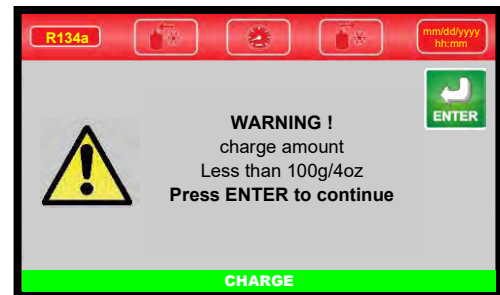 R134a
mm/dd/yyyy
hh:mm
ENTER
WARNING !
charge amount
Less than 100g/4oz
Press ENTER to continue
CHARGE